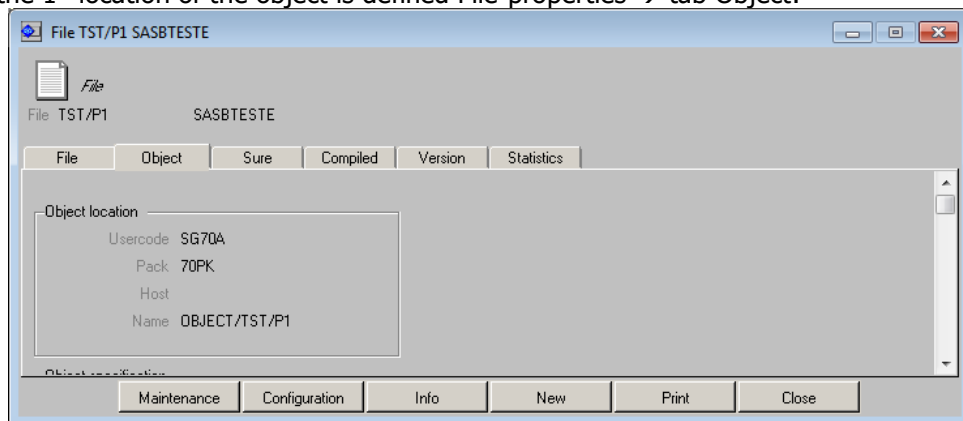 the 1 location of the object is defined File properties → tab Object.
File TST/P1 SASBTESTE
File
File TST/P1 SASBTESTE
File Object Sure Compiled Version Statistics
Object location
Usercode SG70A
Pack 70PK
Host
Name OBJECT/TST/P1
Object specification
Maintenance Configuration Info New Print Close